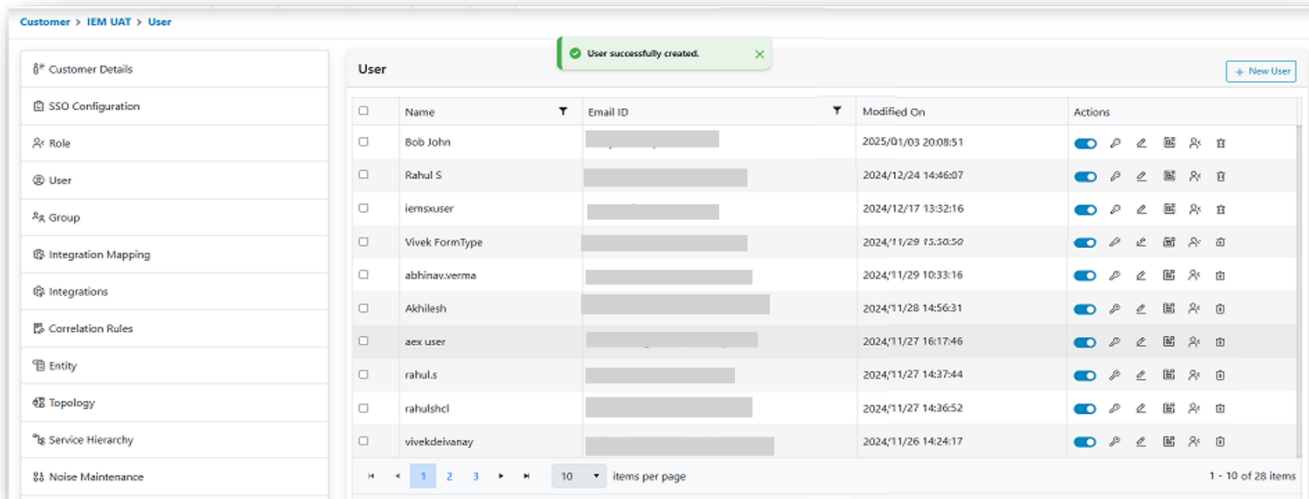 Customer > IEM UAT > User
User successfully created.
Customer Details
SSO Configuration
Role
User
Group
Integration Mapping
Integrations
Correlation Rules
Entity
Topology
Service Hierarchy
Noise Maintenance
User
+ New User
Name Email ID Modified On Actions
Bob John 2025/01/03 20:08:51
Rahul S 2024/12/24 14:46:07
iemsxuser 2024/12/17 13:32:16
Vivek FormType 2024/11/29 15:50:50
abhinav.verma 2024/11/29 10:33:16
Akhilesh 2024/11/28 14:56:31
aex user 2024/11/27 16:17:46
rahul.s 2024/11/27 14:37:44
rahulshcl 2024/11/27 14:36:52
vivekdeivanay 2024/11/26 14:24:17
1 2 3 10 items per page 1 - 10 of 28 items